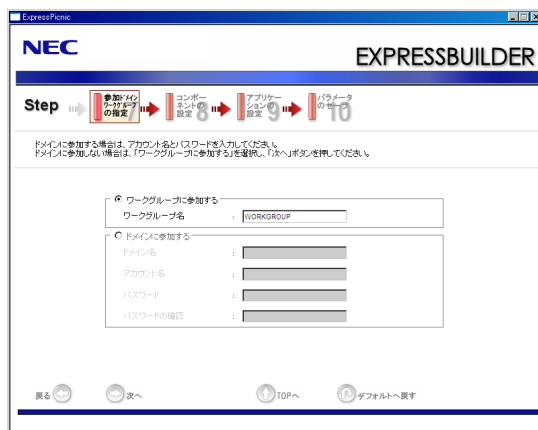 ExpressPicnic
NEC
EXPRESSBUILDER
Step
参加ドメイン
ワークグループ
の指定 7
コンポー
ネントの
設定 8
アプリケー
ションの
設定 9
パラメータ
のセーブ 10
ドメインに参加する場合は、アカウント名とパスワードを入力してください。
ドメインに参加しない場合は、「ワークグループに参加する」を選択し、「次へ」ボタンを押してください。
ワークグループに参加する
ワークグループ名 : WORKGROUP
ドメインに参加する
ドメイン名 :
アカウント名 :
パスワード :
パスワードの確認 :
戻る 次へ TOPへ デフォルトへ戻す